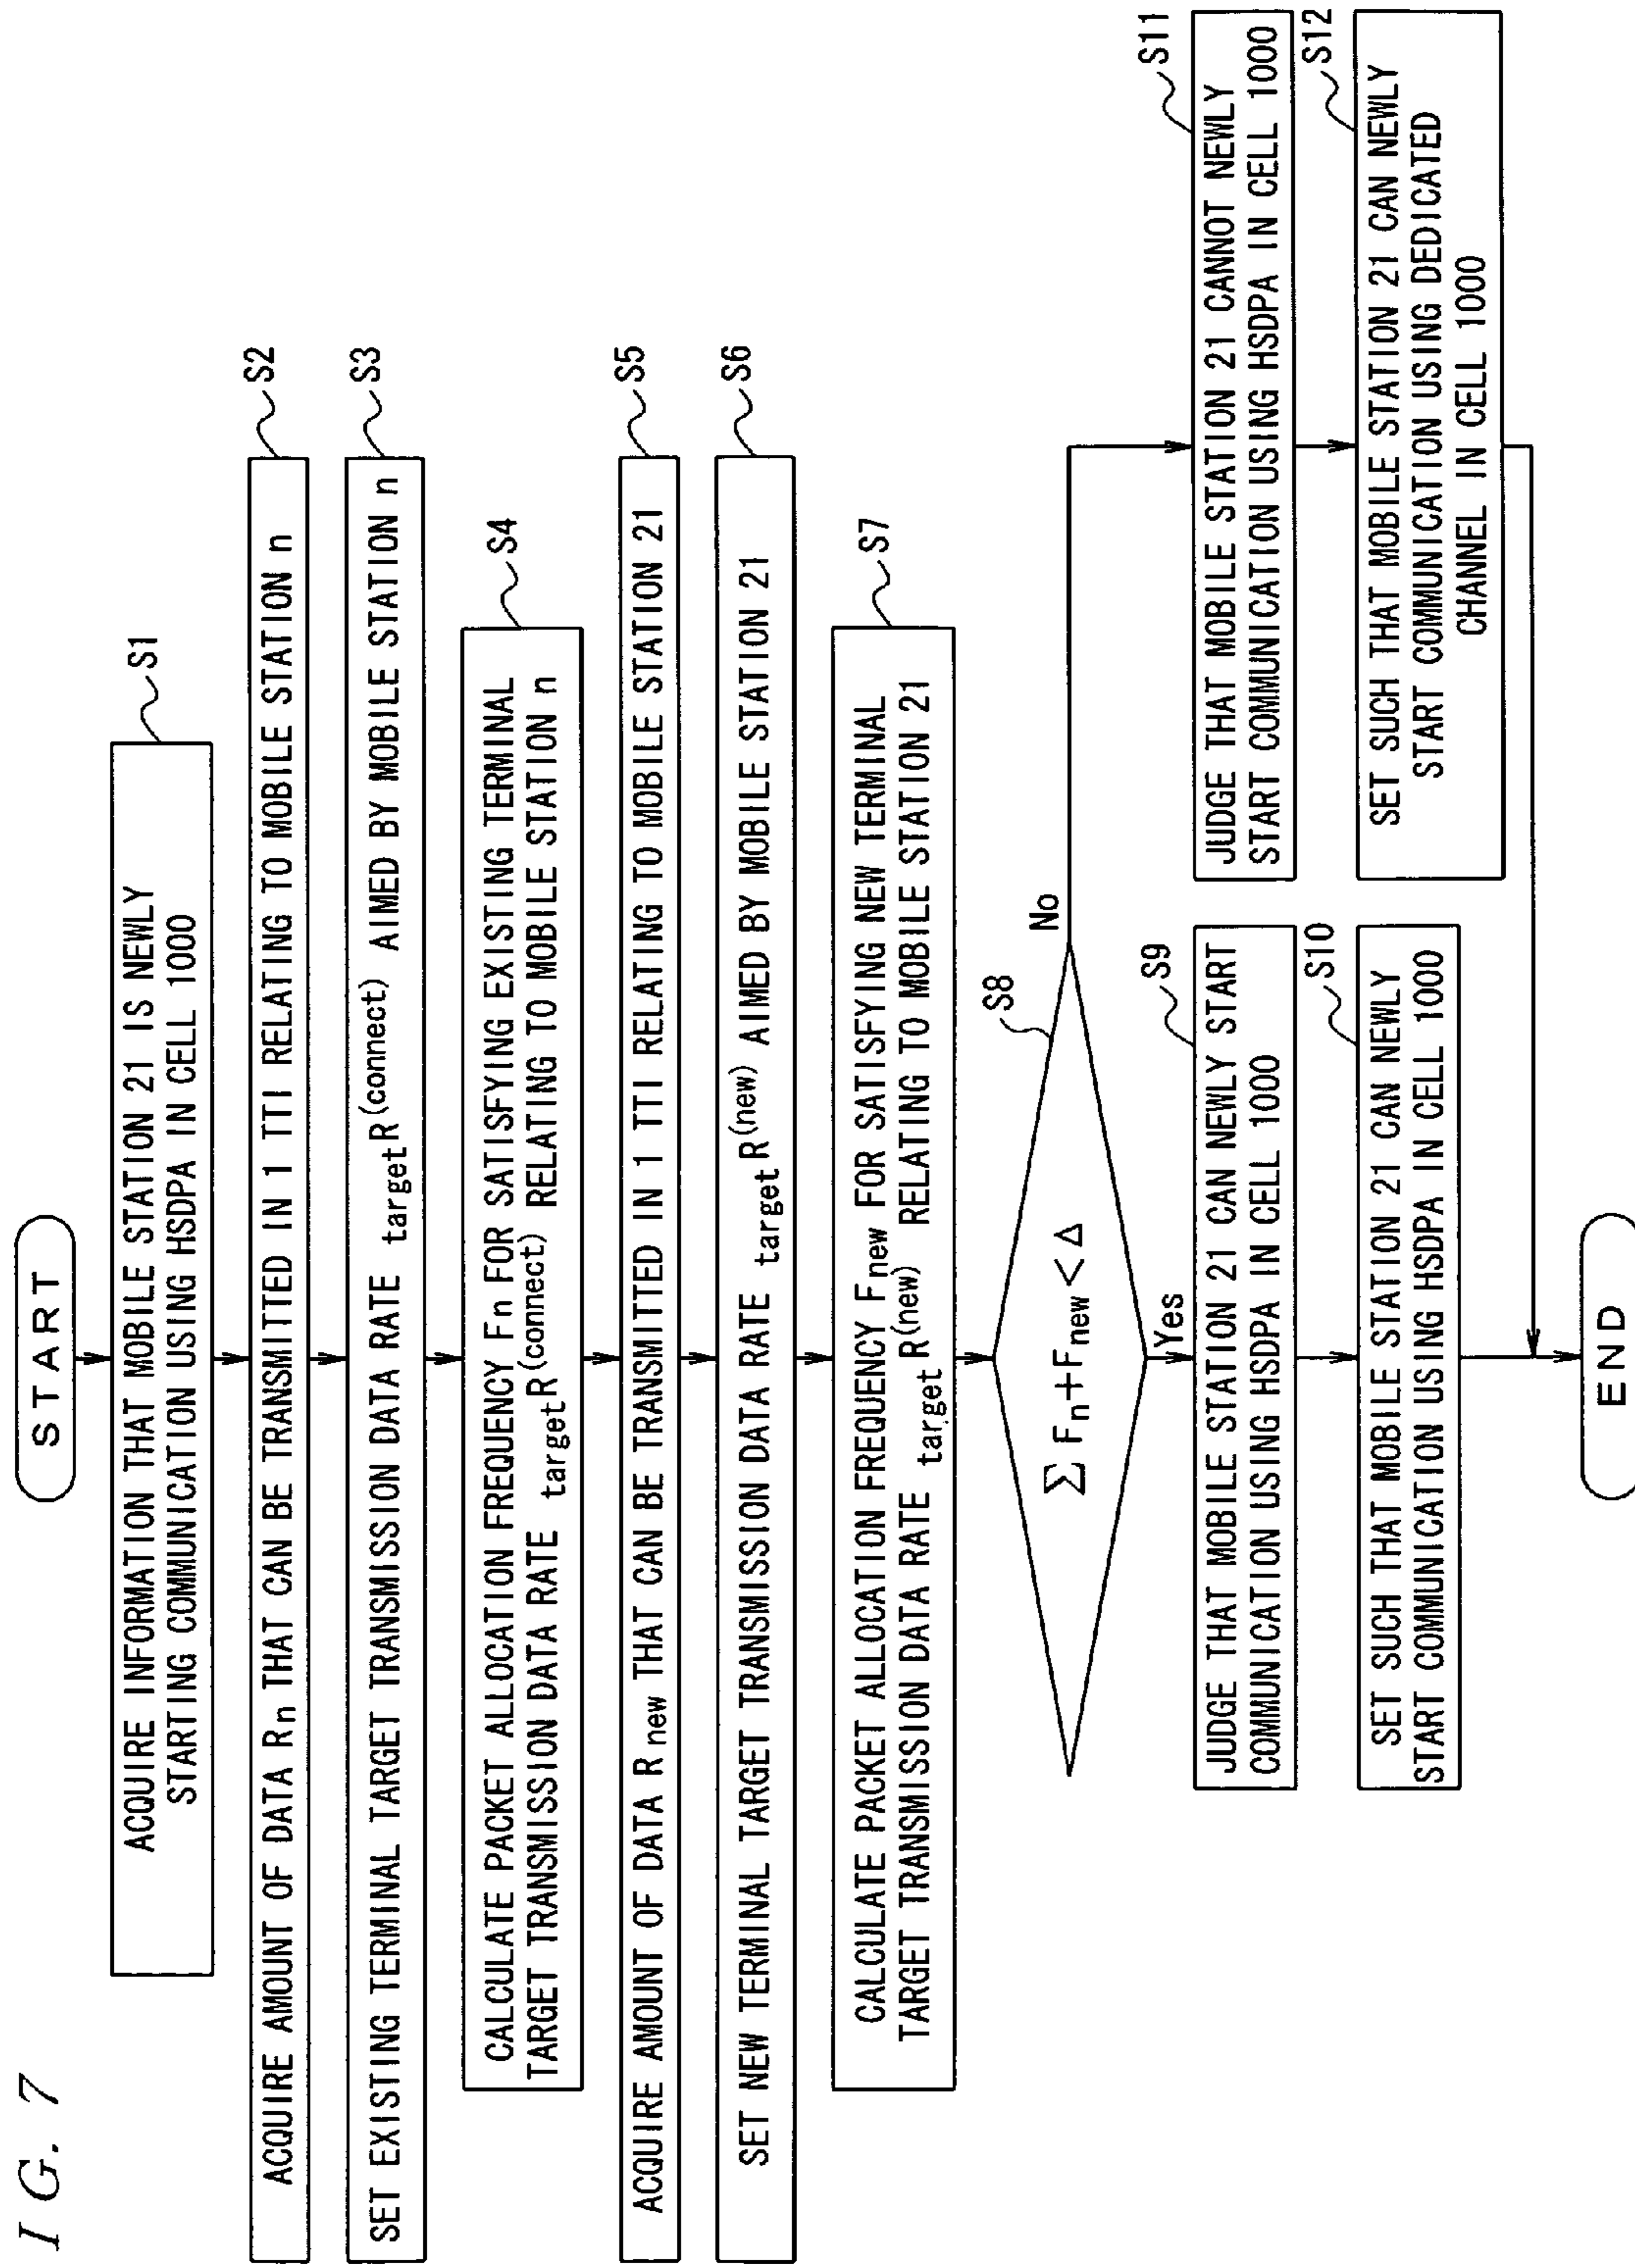 I G. 7
START
ACQUIRE INFORMATION THAT MOBILE STATION 21 IS NEWLY
STARTING COMMUNICATION USING HSDPA IN CELL 1000
S1
ACQUIRE AMOUNT OF DATA Rn THAT CAN BE TRANSMITTED IN 1 TTI RELATING TO MOBILE STATION n
S2
SET EXISTING TERMINAL TARGET TRANSMISSION DATA RATE targetR(connect) AIMED BY MOBILE STATION n
S3
CALCULATE PACKET ALLOCATION FREQUENCY Fn FOR SATISFYING EXISTING TERMINAL
TARGET TRANSMISSION DATA RATE targetR(connect) RELATING TO MOBILE STATION n
S4
ACQUIRE AMOUNT OF DATA Rnew THAT CAN BE TRANSMITTED IN 1 TTI RELATING TO MOBILE STATION 21
S5
SET NEW TERMINAL TARGET TRANSMISSION DATA RATE targetR(new) AIMED BY MOBILE STATION 21
S6
CALCULATE PACKET ALLOCATION FREQUENCY Fnew FOR SATISFYING NEW TERMINAL
TARGET TRANSMISSION DATA RATE targetR(new) RELATING TO MOBILE STATION 21
S7
ΣFn+Fnew<Δ
S8
No
Yes
JUDGE THAT MOBILE STATION 21 CAN NEWLY START
COMMUNICATION USING HSDPA IN CELL 1000
S9
SET SUCH THAT MOBILE STATION 21 CAN NEWLY
START COMMUNICATION USING HSDPA IN CELL 1000
S10
JUDGE THAT MOBILE STATION 21 CANNOT NEWLY
START COMMUNICATION USING HSDPA IN CELL 1000
S11
SET SUCH THAT MOBILE STATION 21 CAN NEWLY
START COMMUNICATION USING DEDICATED
CHANNEL IN CELL 1000
S12
END